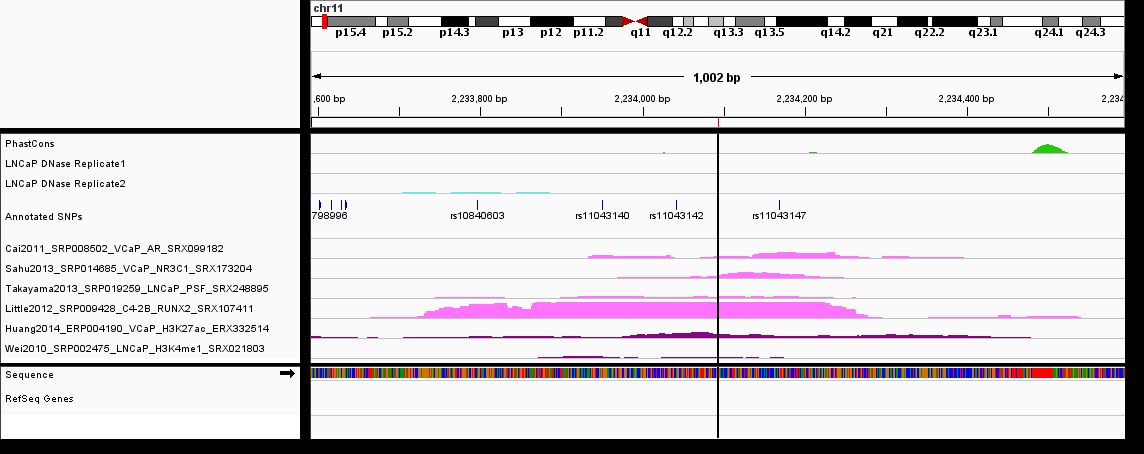 chr11
p15.4 p15.2 p14.3 p13 p12 p11.2 q11 q12.2 q13.3 q13.5 q14.2 q21 q22.2 q23.1 q24.1 q24.3
1,002 bp
,600 bp 2,233,800 bp 2,234,000 bp 2,234,200 bp 2,234,400 bp 2,234
PhastCons
LNCaP DNase Replicate1
LNCaP DNase Replicate2
Annotated SNPs
798996 rs10840603 rs11043140 rs11043142 rs11043147
Cai2011_SRP008502_VCaP_AR_SRX099182
Sahu2013_SRP014685_VCaP_NR3C1_SRX173204
Takayama2013_SRP019259_LNCaP_PSF_SRX248895
Little2012_SRP009428_C4-2B_RUNX2_SRX107411
Huang2014_ERP004190_VCaP_H3K27ac_ERX332514
Wei2010_SRP002475_LNCaP_H3K4me1_SRX021803
Sequence
RefSeq Genes